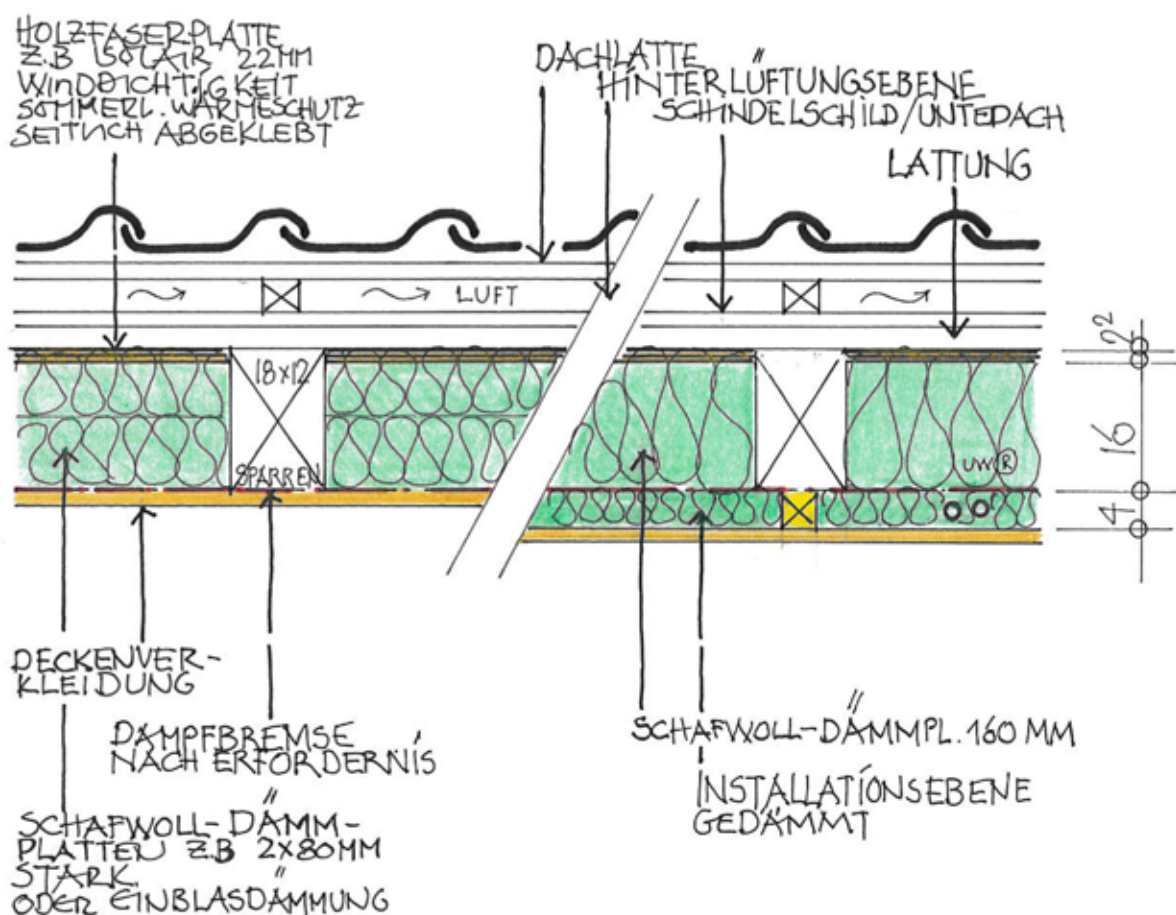 HOLZFASERPLATTE
Z.B ISOLAIR 22MM
WINDDICHTIGKEIT
SOMMERL. WÄRMESCHUTZ
SEITLICH ABGEKLEBT
DACHLATTE
HINTERLÜFTUNGSEBENE
SCHINDELSCHILD/UNTEDACH
LATTUNG
LUFT
18x12
SPARREN
UW®
2²
16
4
DECKENVER-
KLEIDUNG
DAMPFBREMSE
NACH ERFORDERNIS
SCHAFWOLL-DÄMM-
PLATTEN Z.B 2X80MM
STARK.
ODER EINBLASDÄMMUNG
SCHAFWOLL-DÄMMPL. 160 MM
INSTALLATIONSEBENE
GEDÄMMT